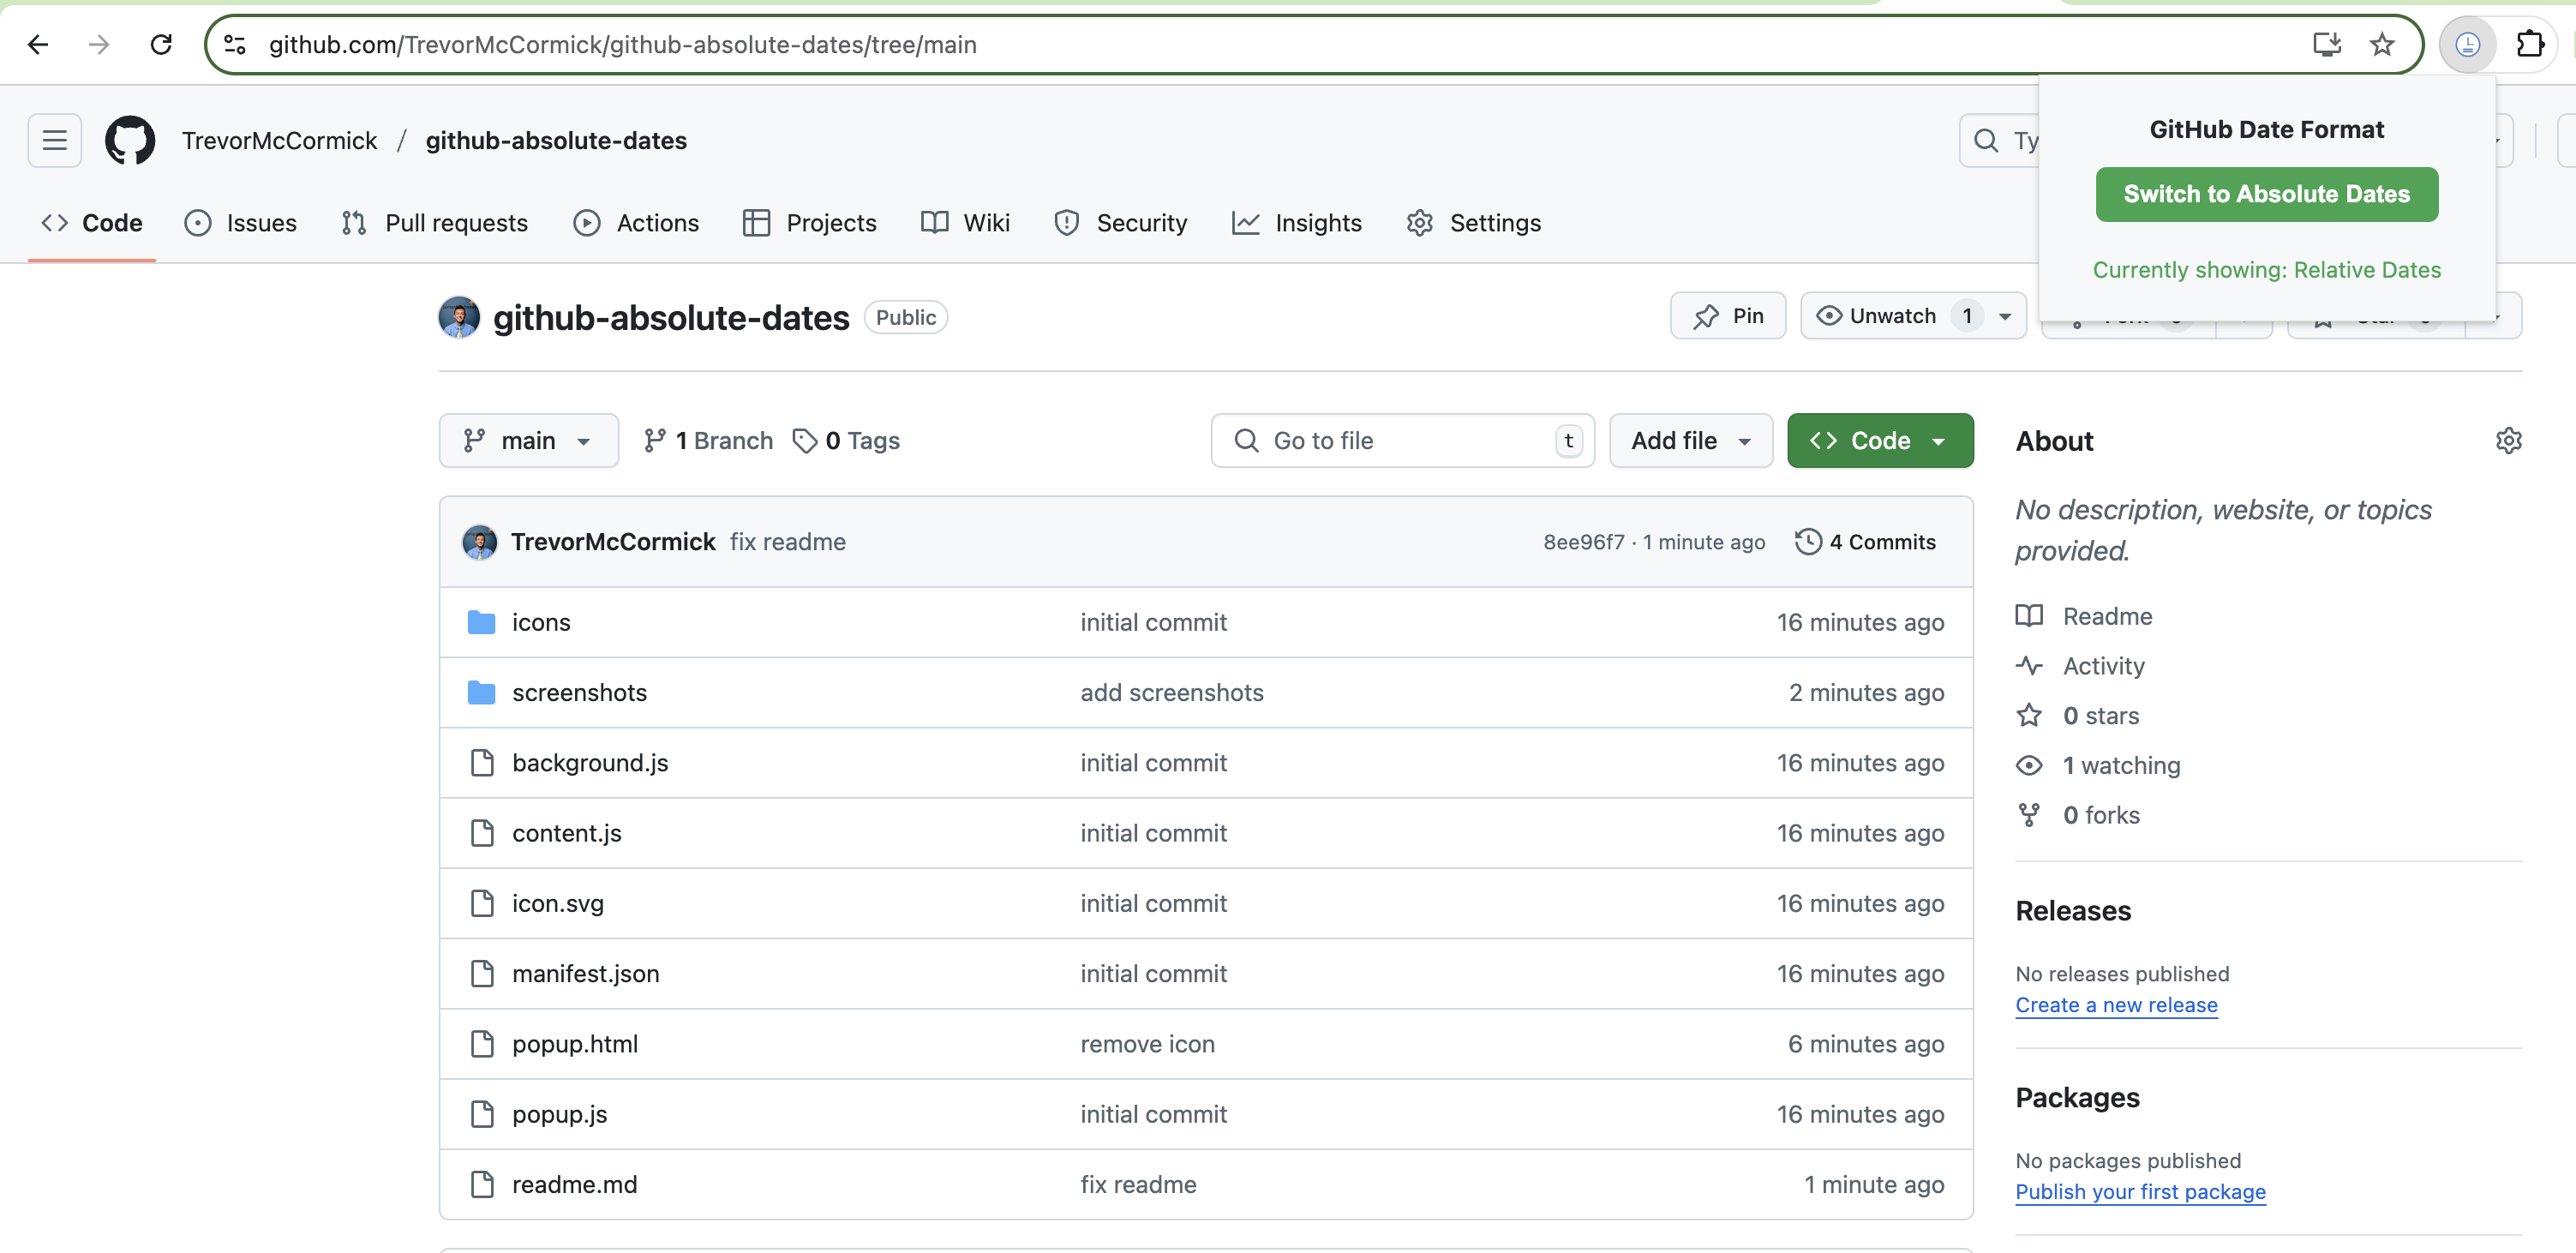 github.com/TrevorMcCormick/github-absolute-dates/tree/main
TrevorMcCormick / github-absolute-dates
Ty
GitHub Date Format
Switch to Absolute Dates
Currently showing: Relative Dates
Code Issues Pull requests Actions Projects Wiki Security Insights Settings
github-absolute-dates Public
Pin Unwatch 1
main 1 Branch 0 Tags Go to file t Add file Code
TrevorMcCormick fix readme 8ee96f7 · 1 minute ago 4 Commits
icons initial commit 16 minutes ago
screenshots add screenshots 2 minutes ago
background.js initial commit 16 minutes ago
content.js initial commit 16 minutes ago
icon.svg initial commit 16 minutes ago
manifest.json initial commit 16 minutes ago
popup.html remove icon 6 minutes ago
popup.js initial commit 16 minutes ago
readme.md fix readme 1 minute ago
About
No description, website, or topics
provided.
Readme
Activity
0 stars
1 watching
0 forks
Releases
No releases published
Create a new release
Packages
No packages published
Publish your first package